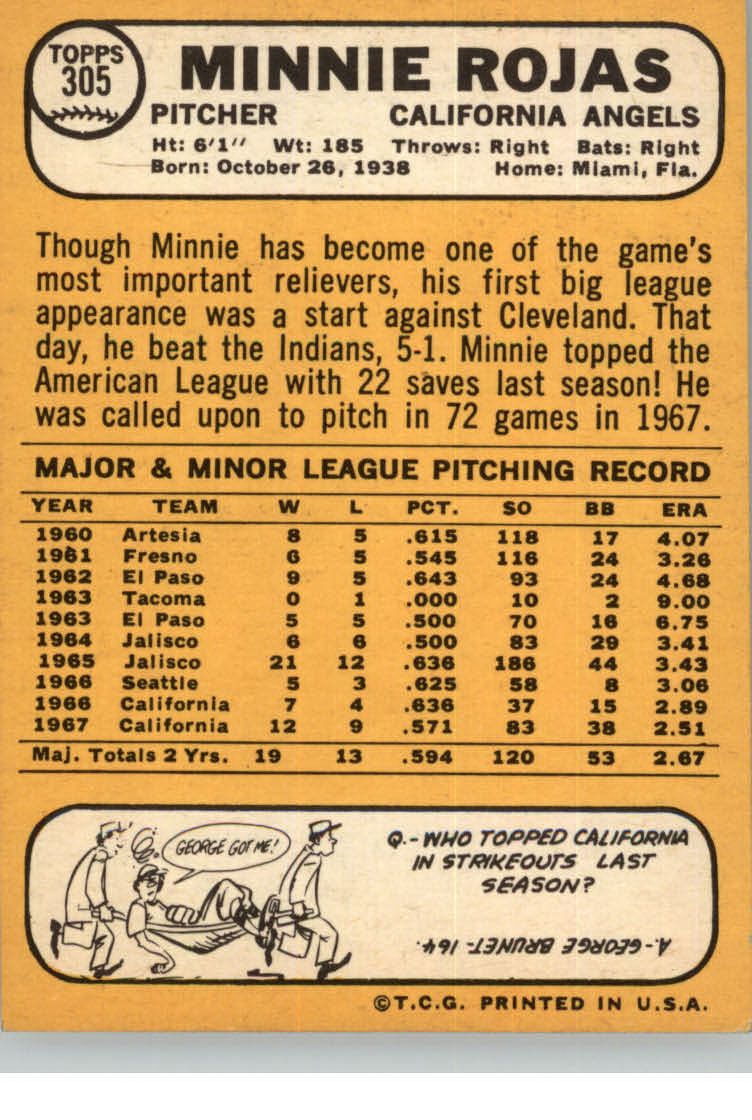 TOPPS
305
MINNIE ROJAS
PITCHER CALIFORNIA ANGELS
Ht: 6'1" Wt: 185 Throws: Right Bats: Right
Born: October 26, 1938 Home: Miami, Fla.
Though Minnie has become one of the game's
most important relievers, his first big league
appearance was a start against Cleveland. That
day, he beat the Indians, 5-1. Minnie topped the
American League with 22 saves last season! He
was called upon to pitch in 72 games in 1967.
MAJOR & MINOR LEAGUE PITCHING RECORD
YEAR TEAM W L PCT. SO BB ERA
1960 Artesia 8 5 .615 118 17 4.07
1961 Fresno 6 5 .545 116 24 3.26
1962 El Paso 9 5 .643 93 24 4.68
1963 Tacoma 0 1 .000 10 2 9.00
1963 El Paso 5 5 .500 70 16 6.75
1964 Jalisco 6 6 .500 83 29 3.41
1965 Jalisco 21 12 .636 186 44 3.43
1966 Seattle 5 3 .625 58 8 3.06
1966 California 7 4 .636 37 15 2.89
1967 California 12 9 .571 83 38 2.51
Maj. Totals 2 Yrs. 19 13 .594 120 53 2.67
GEORGE GOT ME!
Q.- WHO TOPPED CALIFORNIA
IN STRIKEOUTS LAST
SEASON?
A.- GEORGE BRUNET- 164.
©T.C.G. PRINTED IN U.S.A.